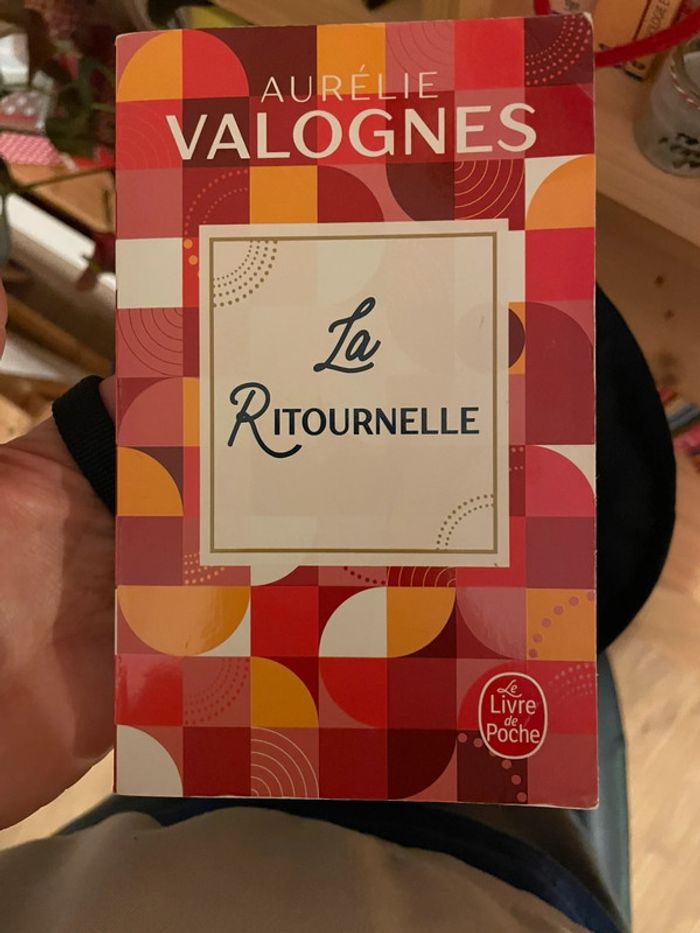 AURÉLIE
VALOGNES
La
RITOURNELLE
Le
Livre
de
Poche